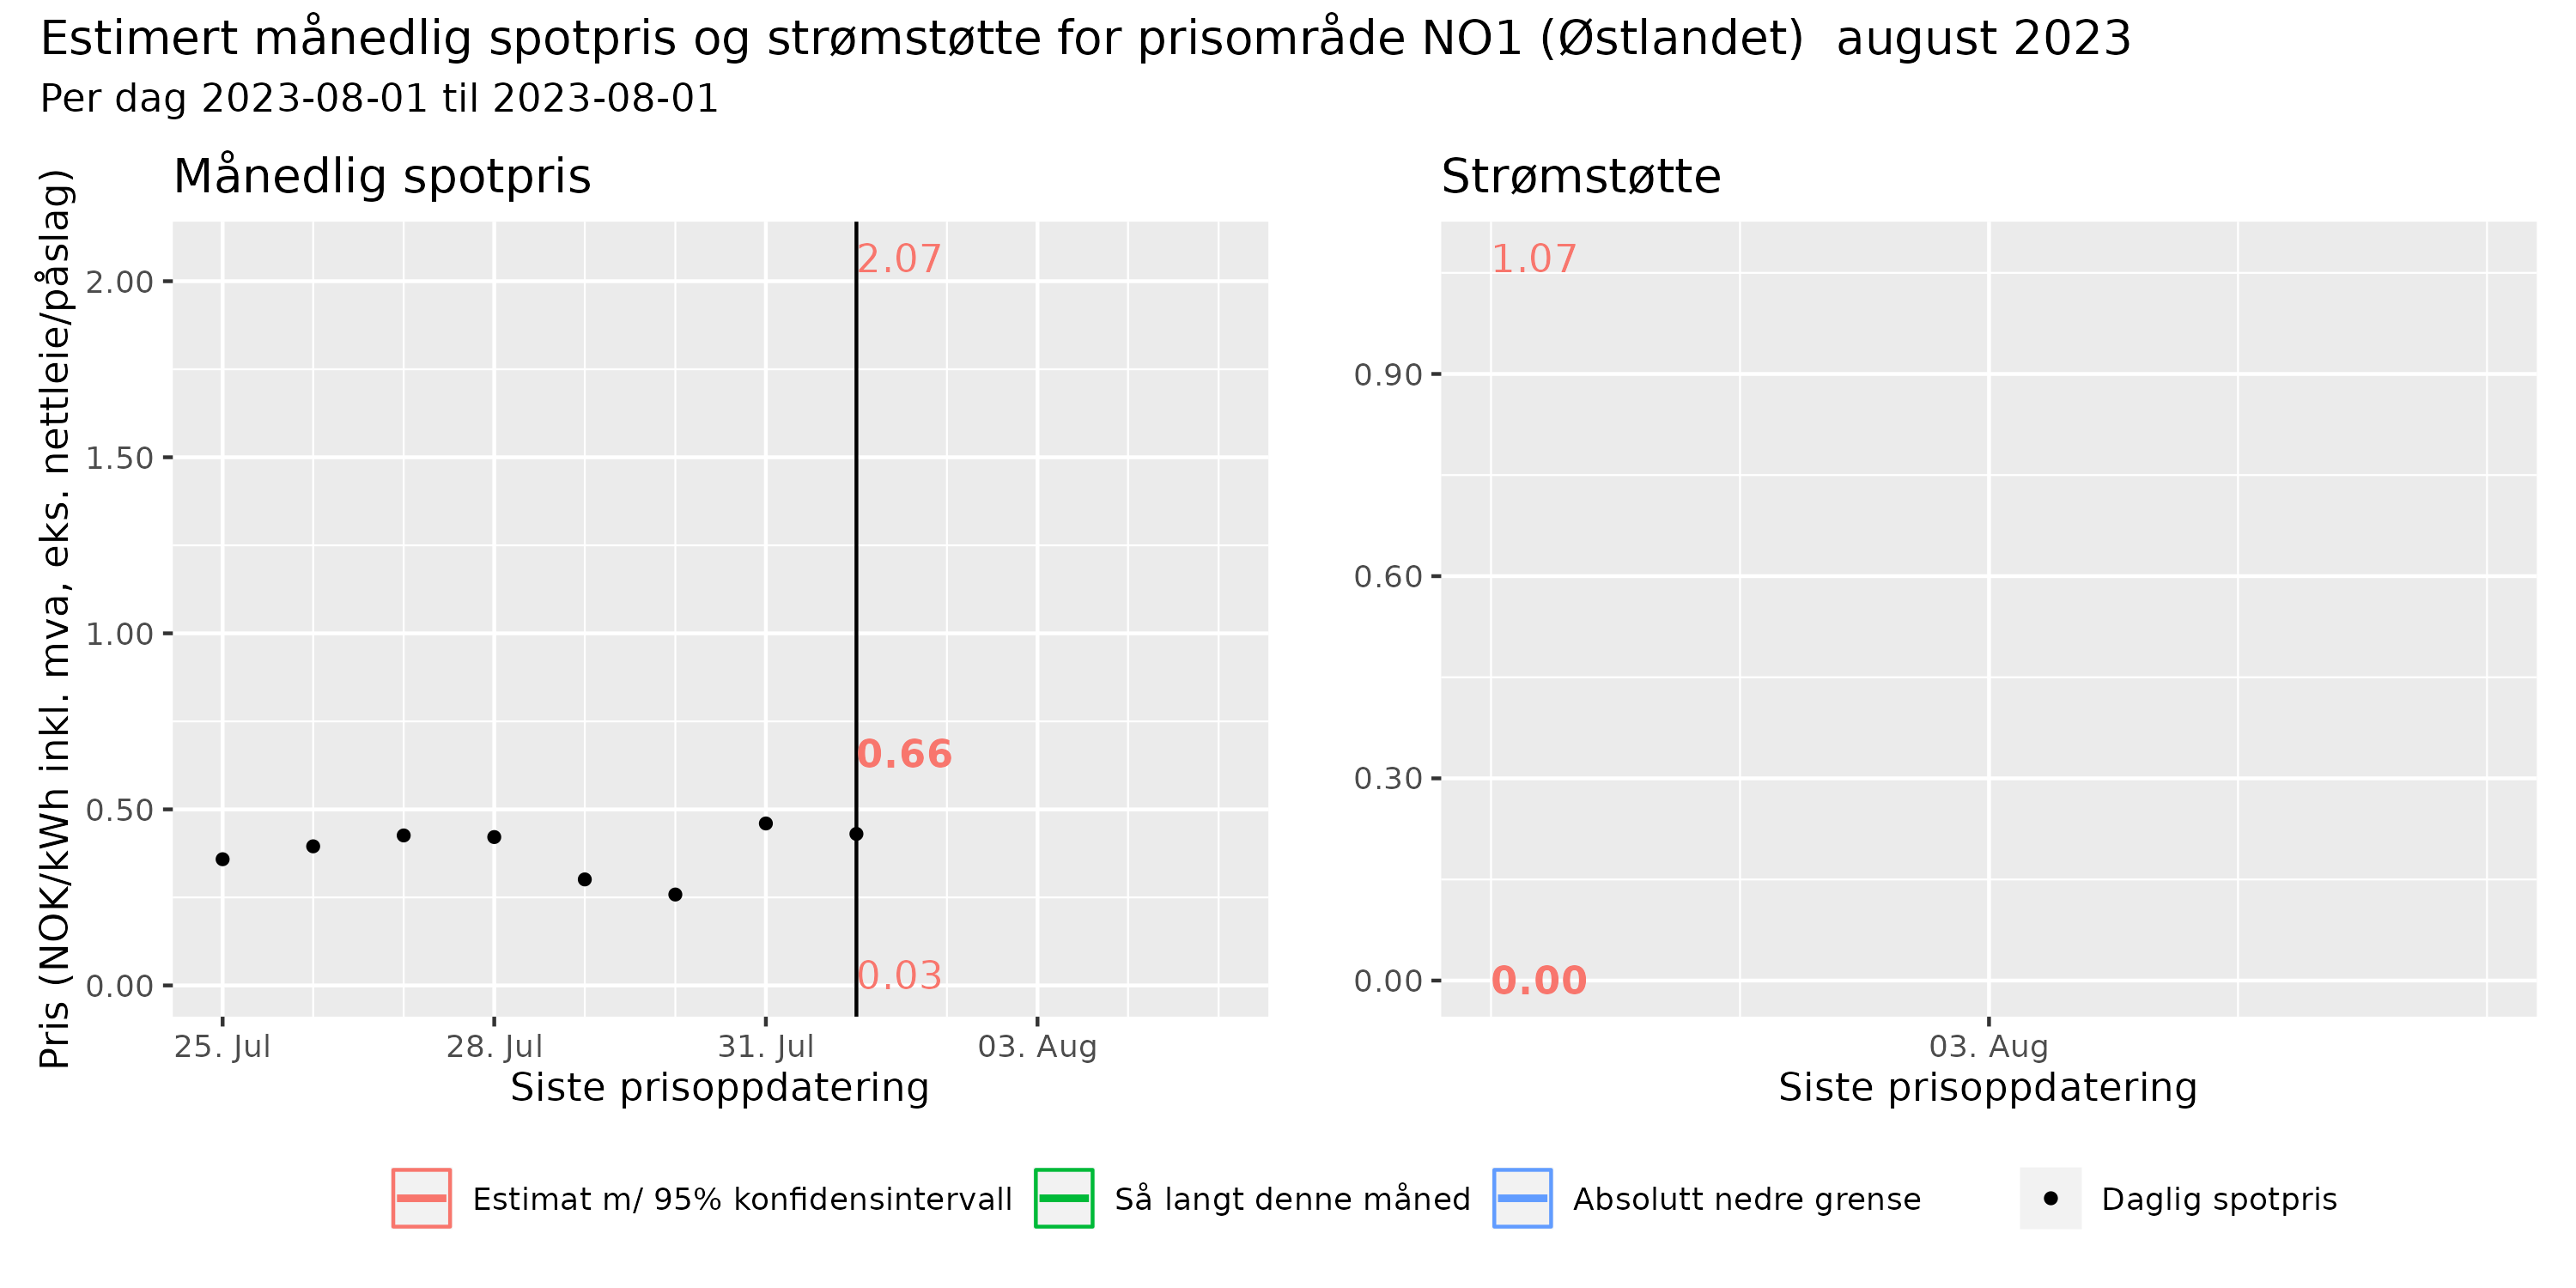 Estimert månedlig spotpris og strømstøtte for prisområde NO1 (Østlandet)  august 2023
Per dag 2023-08-01 til 2023-08-01
Månedlig spotpris
Pris (NOK/kWh inkl. mva, eks. nettleie/påslag)
2.00
1.50
1.00
0.50
0.00
2.07
0.66
0.03
25. Jul
28. Jul
31. Jul
03. Aug
Siste prisoppdatering
Strømstøtte
1.07
0.90
0.60
0.30
0.00
0.00
03. Aug
Siste prisoppdatering
Estimat m/ 95% konfidensintervall
Så langt denne måned
Absolutt nedre grense
Daglig spotpris